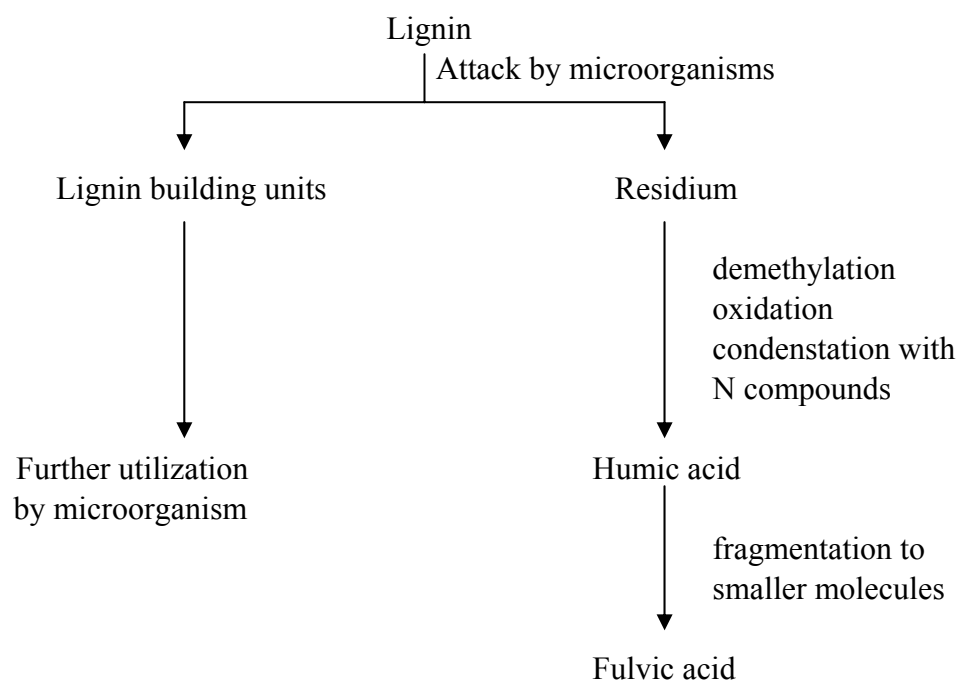 Lignin
Attack by microorganisms
Lignin building units
Residium
demethylation
oxidation
condenstation with
N compounds
Further utilization
by microorganism
Humic acid
fragmentation to
smaller molecules
Fulvic acid